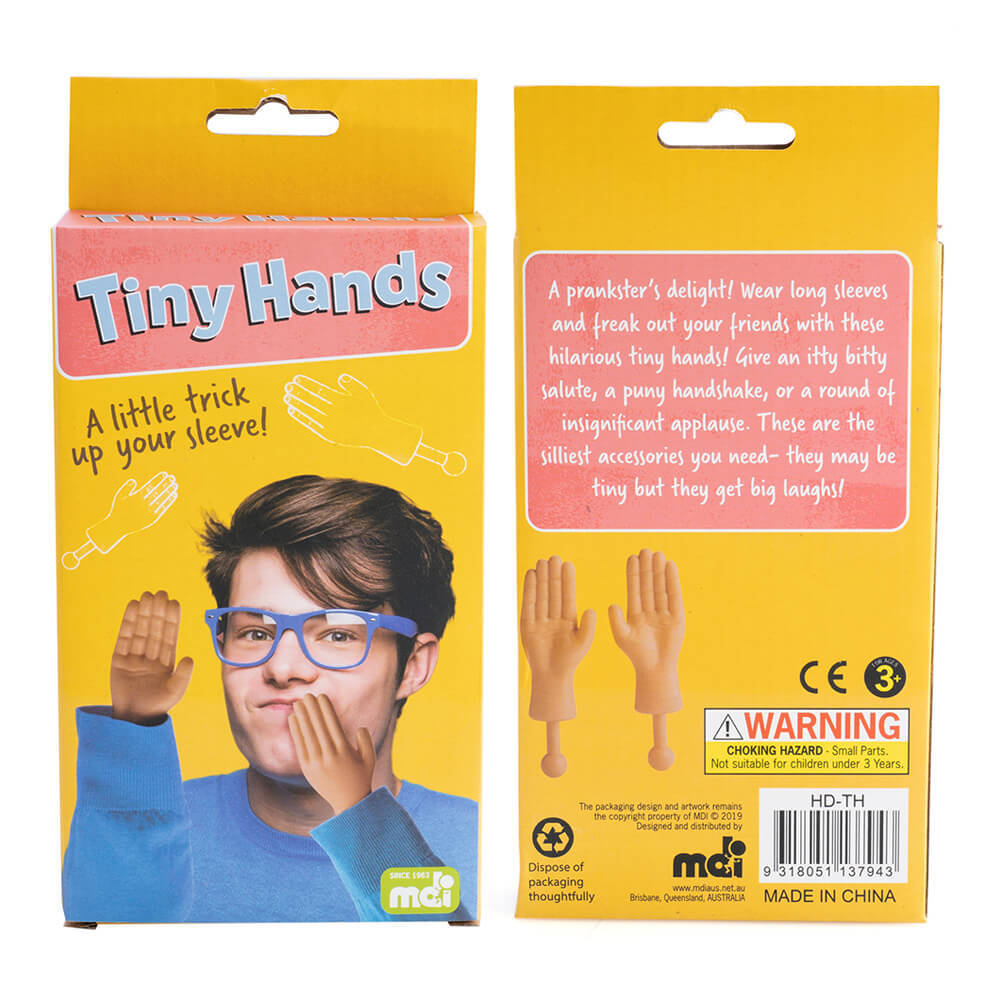 Tiny Hands
Tiny Hands
A little trick
up your sleeve!
SINCE 1963
mdi
A prankster's delight! Wear long sleeves
and freak out your friends with these
hilarious tiny hands! Give an itty bitty
salute, a puny handshake, or a round of
insignificant applause. These are the
silliest accessories you need- they may be
tiny but they get big laughs!
CE
FOR AGES
3+
WARNING
CHOKING HAZARD - Small Parts.
Not suitable for children under 3 Years.
The packaging design and artwork remains
the copyright property of MDI © 2019
Designed and distributed by
mdi
www.mdiaus.net.au
Brisbane, Queensland, AUSTRALIA
Dispose of
packaging
thoughtfully
HD-TH
9 318051 137943
MADE IN CHINA